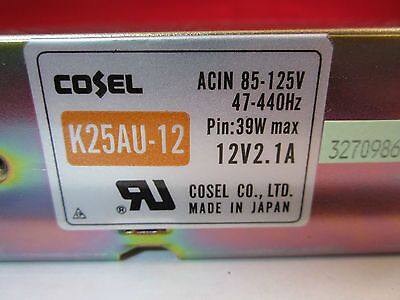 COSEL
K25AU-12
ACIN 85-125V
47-440Hz
Pin:39W max
12V2.1A
COSEL CO., LTD.
MADE IN JAPAN
3270986